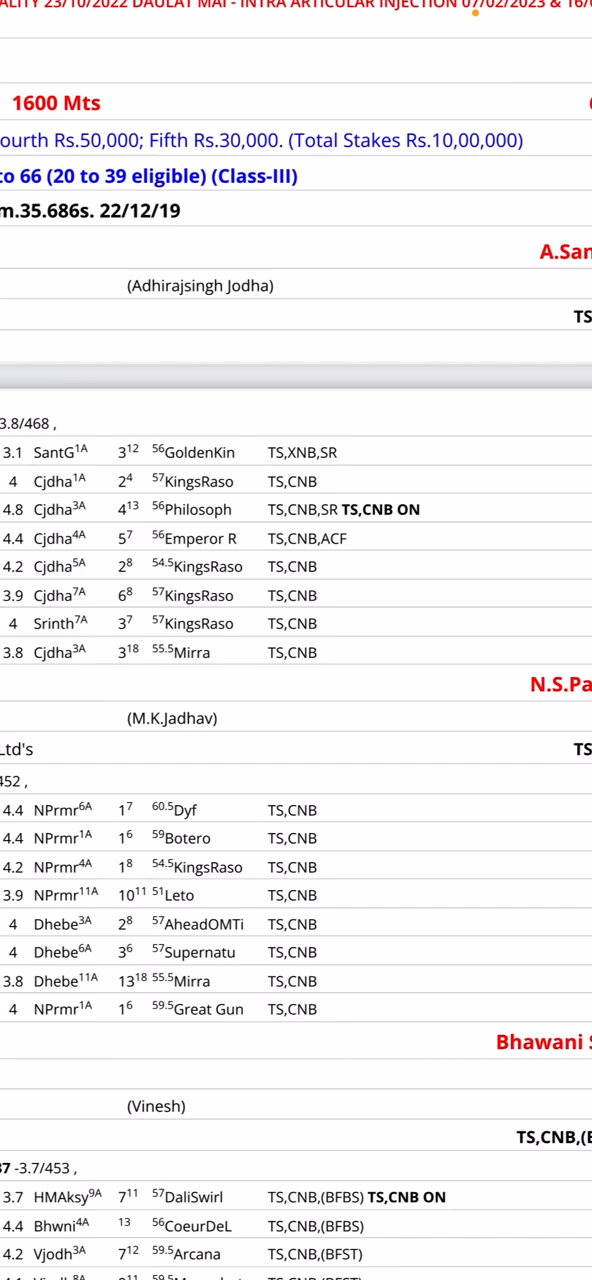 ALITY 23/10/2022 DAULAT MAI - INTRA ARTICULAR INJECTION 07/02/2023 & 16/
1600 Mts
ourth Rs.50,000; Fifth Rs.30,000. (Total Stakes Rs.10,00,000)
to 66 (20 to 39 eligible) (Class-III)
m.35.686s. 22/12/19
A.San
(Adhirajsingh Jodha)
TS
3.8/468 ,
3.1 SantG1A 312 56GoldenKin TS,XNB,SR
4 Cjdha1A 24 57KingsRaso TS,CNB
4.8 Cjdha3A 413 56Philosoph TS,CNB,SR TS,CNB ON
4.4 Cjdha4A 57 56Emperor R TS,CNB,ACF
4.2 Cjdha5A 28 54.5KingsRaso TS,CNB
3.9 Cjdha7A 68 57KingsRaso TS,CNB
4 Srinth7A 37 57KingsRaso TS,CNB
3.8 Cjdha3A 318 55.5Mirra TS,CNB
N.S.Pa
(M.K.Jadhav)
Ltd's TS
452 ,
4.4 NPrmr6A 17 60.5Dyf TS,CNB
4.4 NPrmr1A 16 59Botero TS,CNB
4.2 NPrmr4A 18 54.5KingsRaso TS,CNB
3.9 NPrmr11A 1011 51Leto TS,CNB
4 Dhebe3A 28 57AheadOMTi TS,CNB
4 Dhebe6A 36 57Supernatu TS,CNB
3.8 Dhebe11A 1318 55.5Mirra TS,CNB
4 NPrmr1A 16 59.5Great Gun TS,CNB
Bhawani S
(Vinesh)
TS,CNB,(B
37 -3.7/453 ,
3.7 HMAksy9A 711 57DaliSwirl TS,CNB,(BFBS) TS,CNB ON
4.4 Bhwni4A 13 56CoeurDeL TS,CNB,(BFBS)
4.2 Vjodh3A 712 59.5Arcana TS,CNB,(BFST)